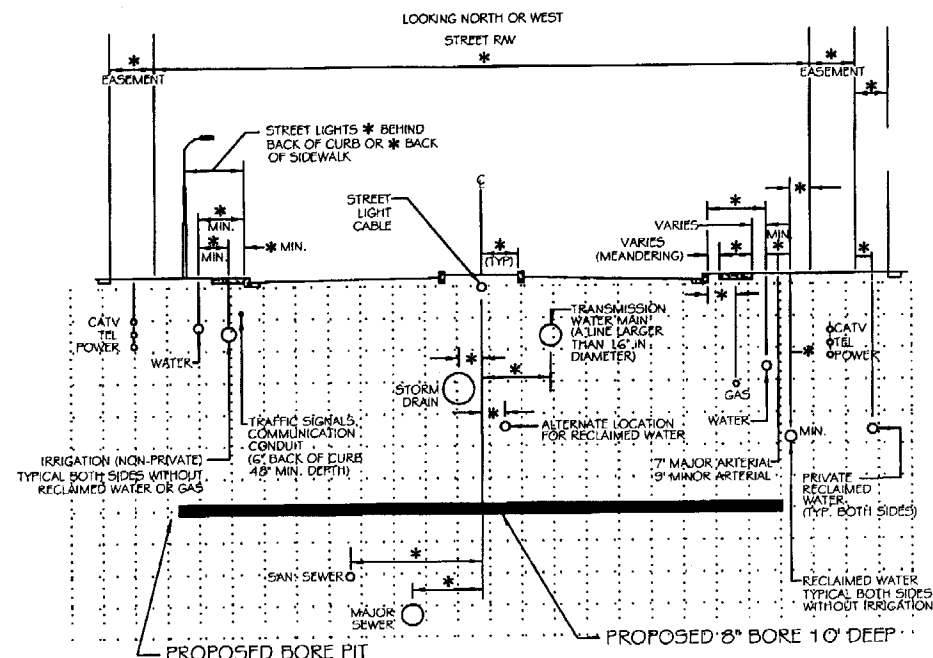 LOOKING NORTH OR WEST
STREET R/W
*
*
EASEMENT
*
EASEMENT
*
STREET LIGHTS * BEHIND
BACK OF CURB OR * BACK
OF SIDEWALK
℄
STREET
LIGHT
CABLE
*
MIN.
*
MIN.
* MIN.
*
(TYP)
*
*
VARIES
MIN.
VARIES
(MEANDERING)
*
*
*
*
CATV
TEL
POWER
WATER
TRANSMISSION
WATER MAIN
(A LINE LARGER
THAN 16" IN
DIAMETER)
*
STORM
DRAIN
*
*
ALTERNATE LOCATION
FOR RECLAIMED WATER
GAS
WATER
*
CATV
TEL
POWER
MIN.
TRAFFIC SIGNALS,
COMMUNICATION
CONDUIT
(6" BACK OF CURB
48" MIN. DEPTH)
IRRIGATION (NON-PRIVATE)
TYPICAL BOTH SIDES WITHOUT
RECLAIMED WATER OR GAS
7' MAJOR ARTERIAL
9' MINOR ARTERIAL
PRIVATE
RECLAIMED
WATER
(TYP. BOTH SIDES)
*
SAN. SEWER
*
MAJOR
SEWER
RECLAIMED WATER
TYPICAL BOTH SIDES
WITHOUT IRRIGATION
PROPOSED 8" BORE 10' DEEP
PROPOSED BORE PIT